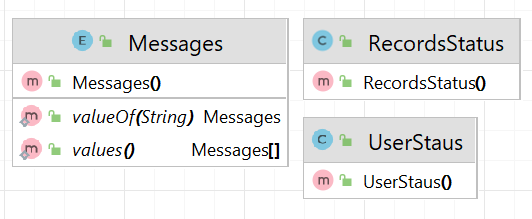 E Messages
m Messages()
m valueOf(String) Messages
m values() Messages[]
C RecordsStatus
m RecordsStatus()
C UserStaus
m UserStaus()